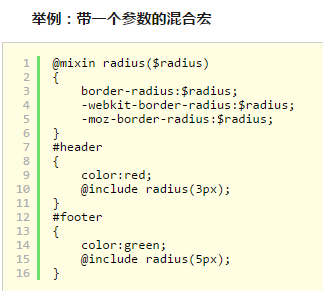 举例：带一个参数的混合宏
1 @mixin radius($radius)
2 {
3     border-radius:$radius;
4     -webkit-border-radius:$radius;
5     -moz-border-radius:$radius;
6 }
7 #header
8 {
9     color:red;
10     @include radius(3px);
11 }
12 #footer
13 {
14     color:green;
15     @include radius(5px);
16 }